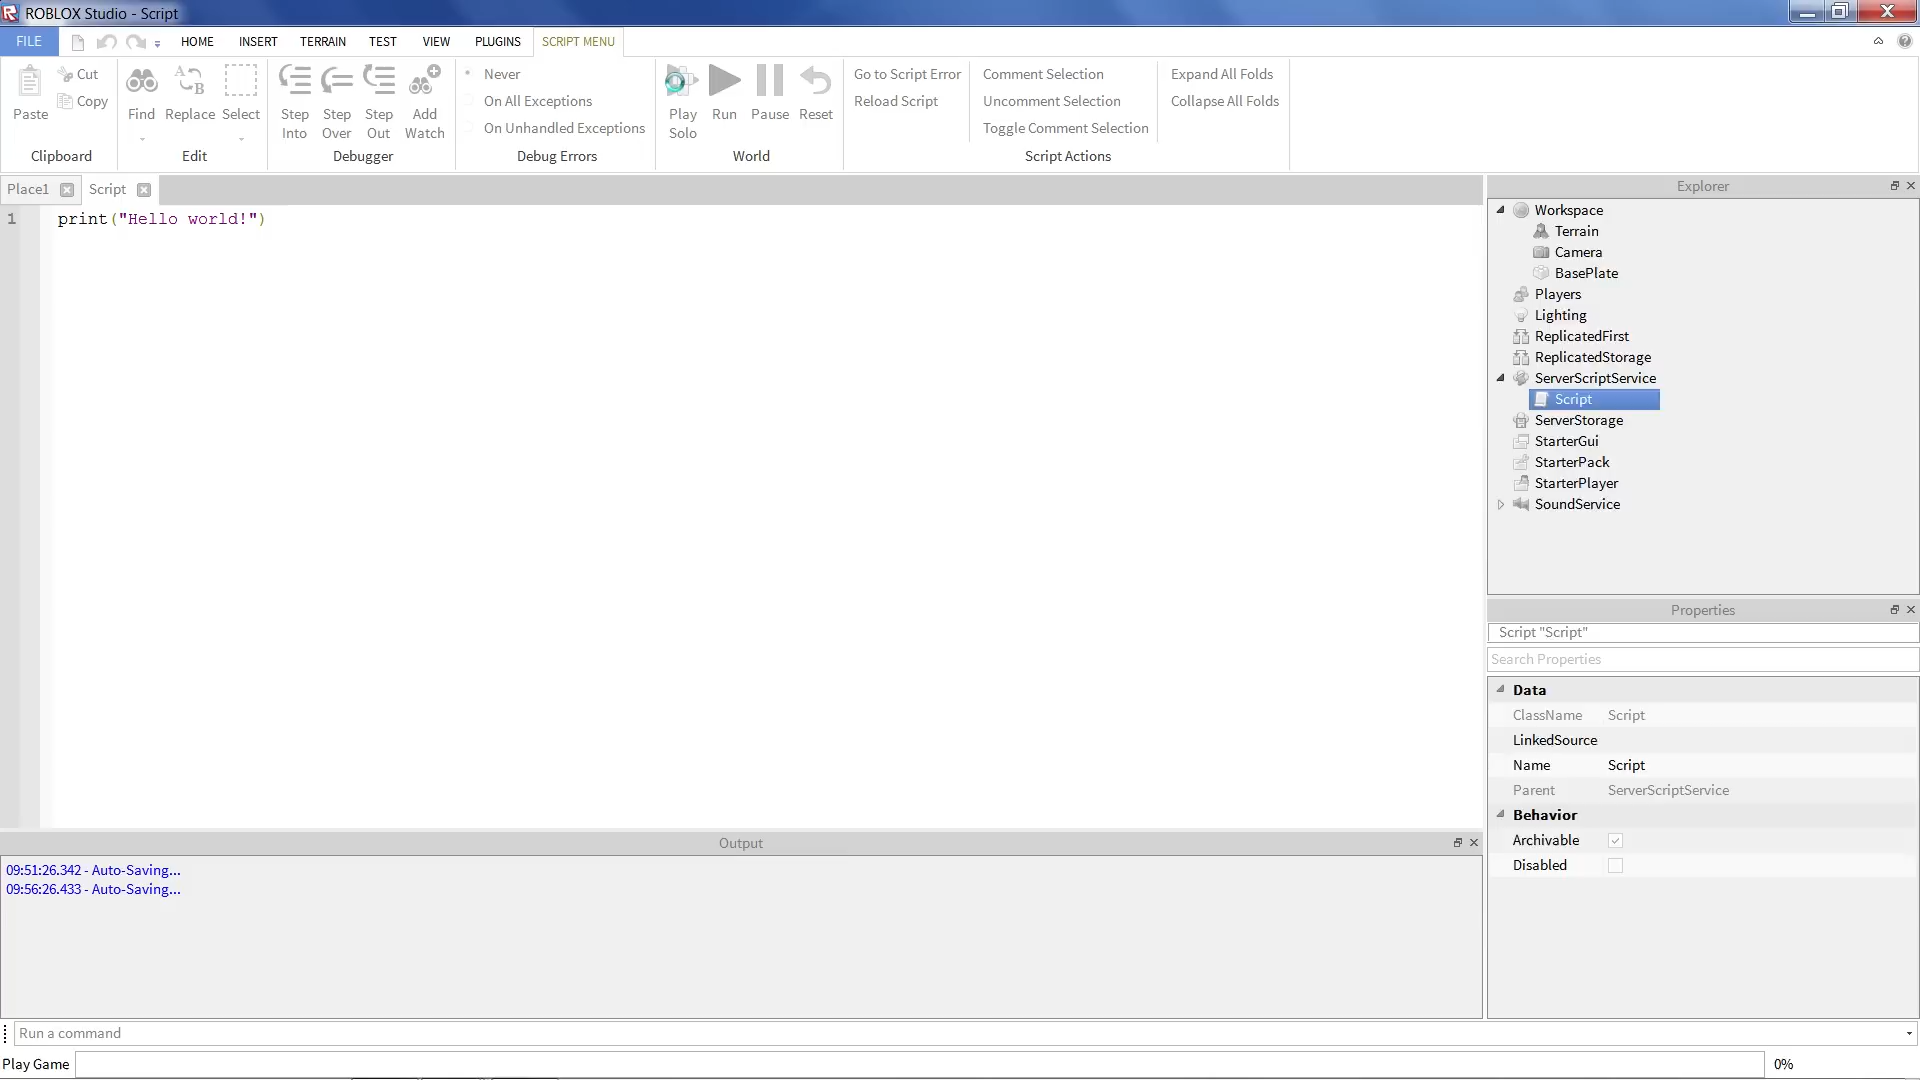 ROBLOX Studio - Script
FILE HOME INSERT TERRAIN TEST VIEW PLUGINS SCRIPT MENU
Paste
Cut
Copy
Clipboard
Find
Replace
Select
Edit
Step Into
Step Over
Step Out
Add Watch
Debugger
Never
On All Exceptions
On Unhandled Exceptions
Debug Errors
Play Solo
Run
Pause
Reset
World
Go to Script Error
Reload Script
Comment Selection
Uncomment Selection
Toggle Comment Selection
Expand All Folds
Collapse All Folds
Script Actions
Place1
Script
1 print("Hello world!")
Explorer
Workspace
Terrain
Camera
BasePlate
Players
Lighting
ReplicatedFirst
ReplicatedStorage
ServerScriptService
Script
ServerStorage
StarterGui
StarterPack
StarterPlayer
SoundService
Properties
Script "Script"
Search Properties
Data
ClassName Script
LinkedSource
Name Script
Parent ServerScriptService
Behavior
Archivable
Disabled
Output
09:51:26.342 - Auto-Saving...
09:56:26.433 - Auto-Saving...
Run a command
Play Game 0%